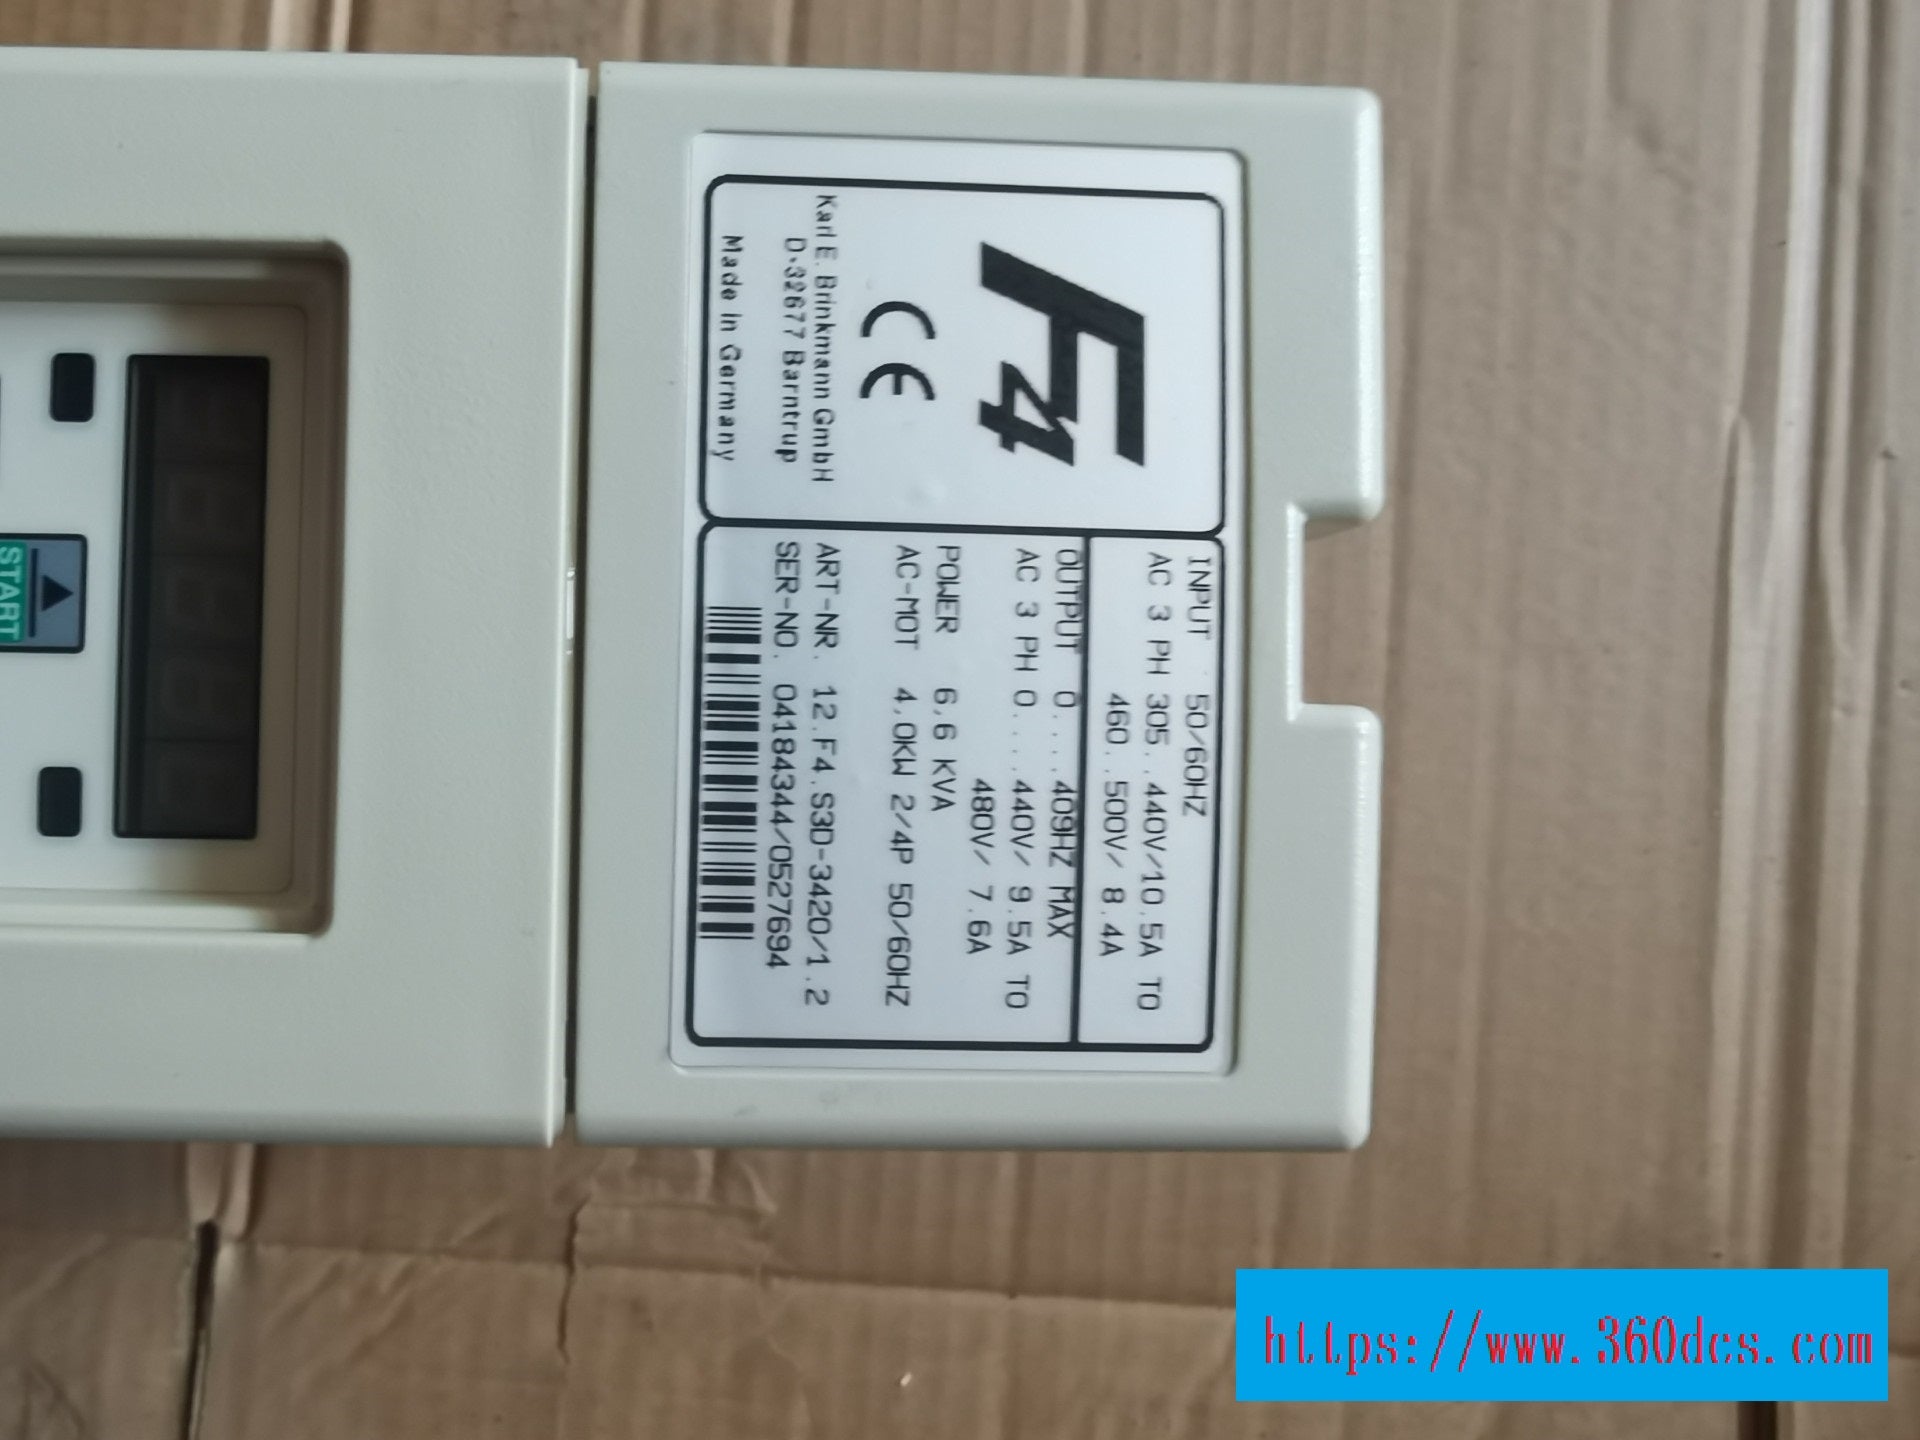 F4
CE
Karl E. Brinkmann GmbH
D-32677 Barntrup
Made in Germany
INPUT 50/60HZ
AC 3 PH 305..440V/10.5A TO
460..500V/ 8.4A
OUTPUT 0....409HZ MAX
AC 3 PH 0....440V/ 9.5A TO
480V/ 7.6A
POWER 6,6 KVA
AC-MOT 4,0KW 2/4P 50/60HZ
ART-NR. 12.F4.S3D-3420/1.2
SER-NO. 04184344/0527694
START
https://www.360dcs.com